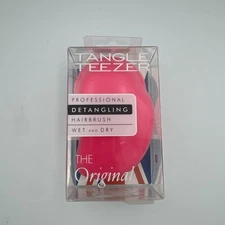 TANGLE
TEEZER
PROFESSIONAL
DETANGLING
HAIRBRUSH
WET AND DRY
THE
Original